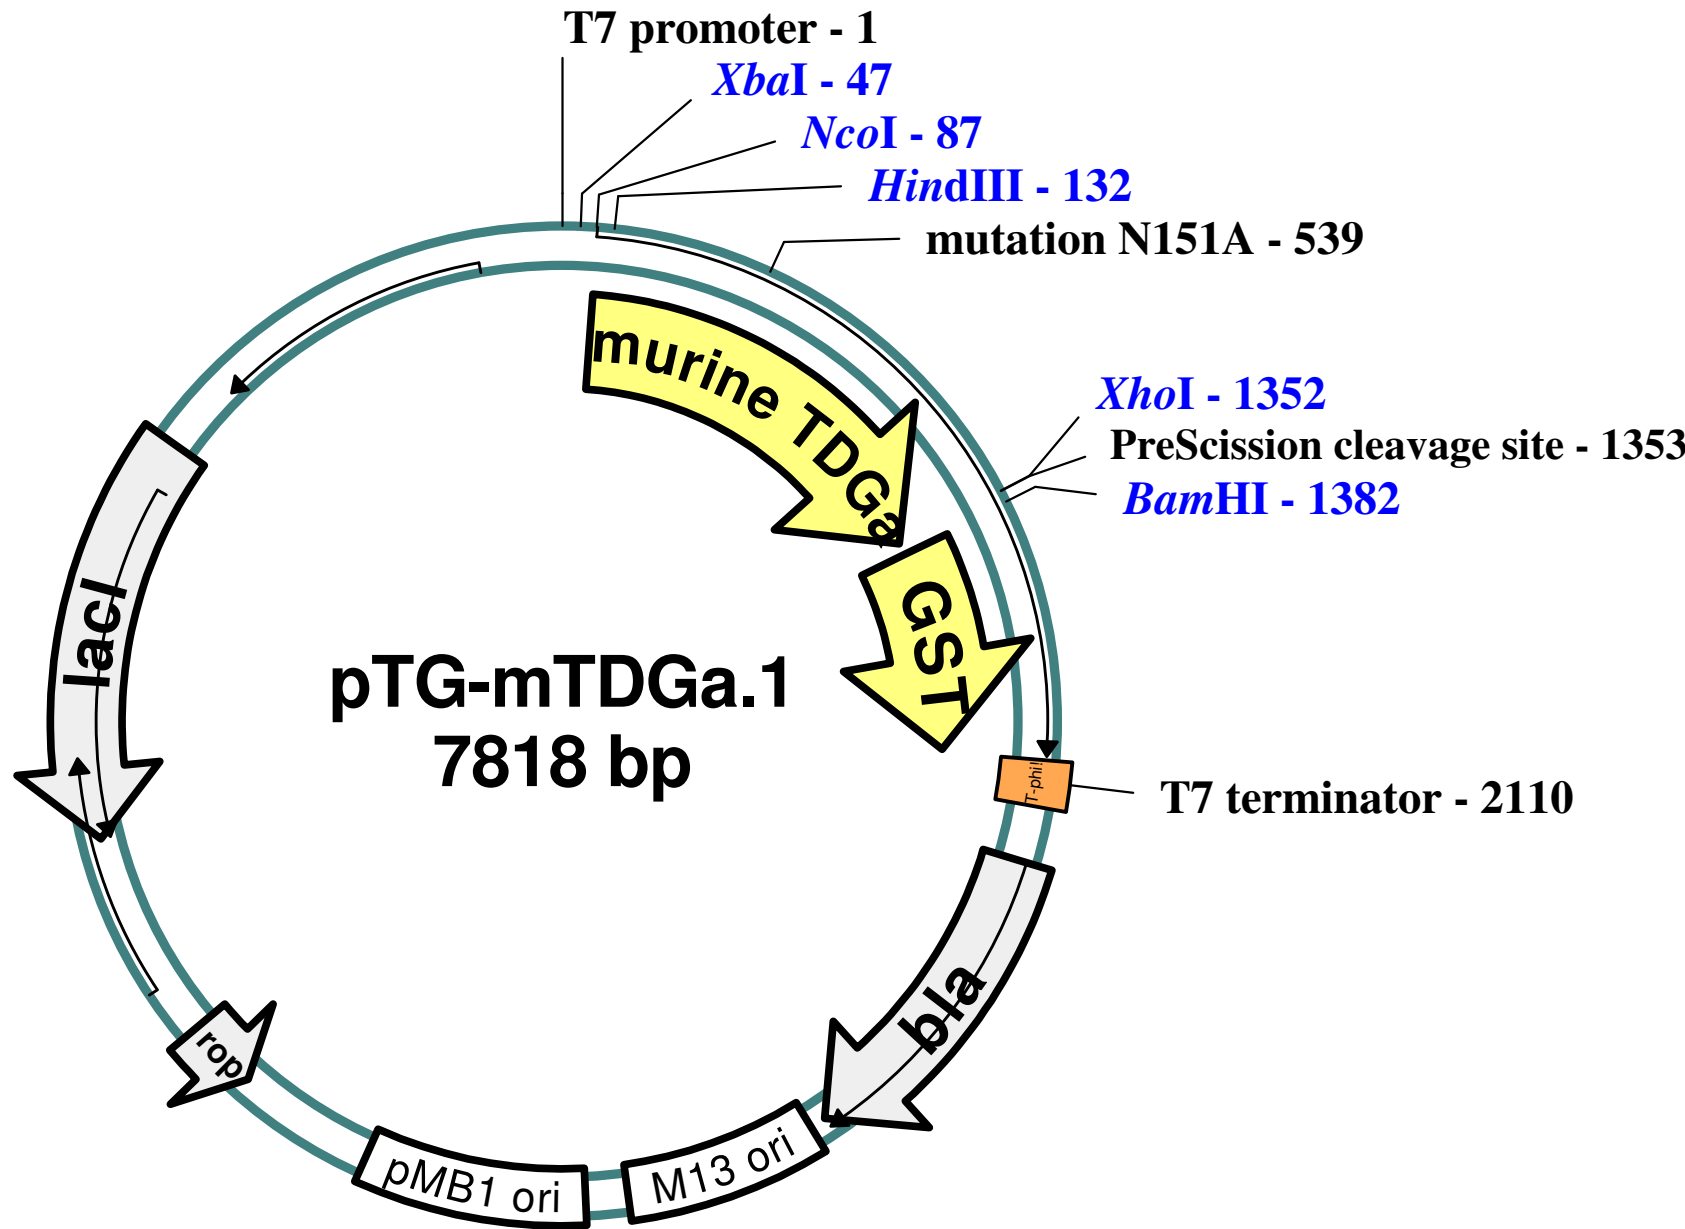 T7 promoter - 1
XbaI - 47
NcoI - 87
HindIII - 132
mutation N151A - 539
murine TDGa
XhoI - 1352
PreScission cleavage site - 1353
BamHI - 1382
GST
lacI
pTG-mTDGa.1
7818 bp
T-phi!
T7 terminator - 2110
bla
rop
M13 ori
pMB1 ori